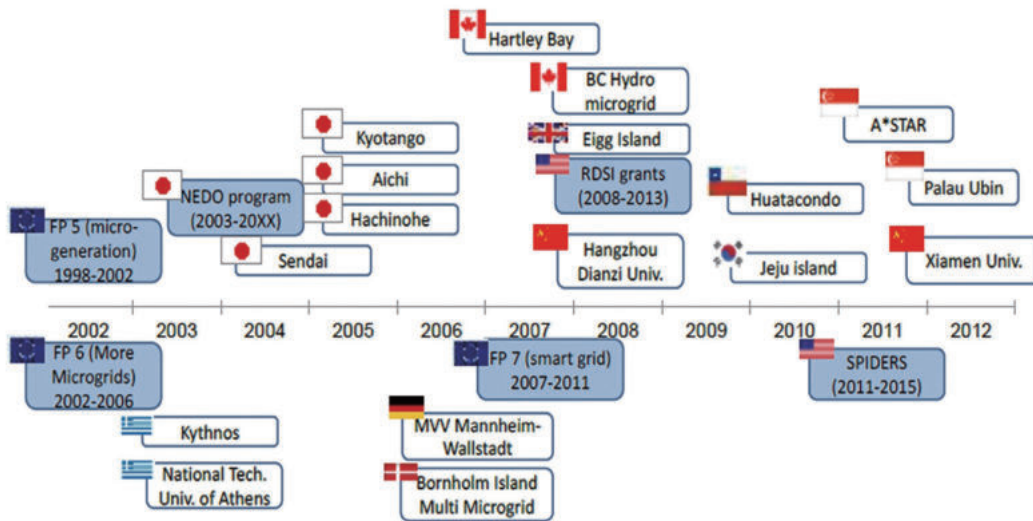 Hartley Bay
BC Hydro
microgrid
A*STAR
Kyotango
Eigg Island
NEDO program
(2003-20XX)
Aichi
RDSI grants
(2008-2013)
Huatacondo
Palau Ubin
FP 5 (micro-
generation)
1998-2002
Hachinohe
Sendai
Hangzhou
Dianzi Univ.
Jeju island
Xiamen Univ.
2002 2003 2004 2005 2006 2007 2008 2009 2010 2011 2012
FP 6 (More
Microgrids)
2002-2006
FP 7 (smart grid)
2007-2011
SPIDERS
(2011-2015)
Kythnos
MVV Mannheim-
Wallstadt
National Tech.
Univ. of Athens
Bornholm Island
Multi Microgrid